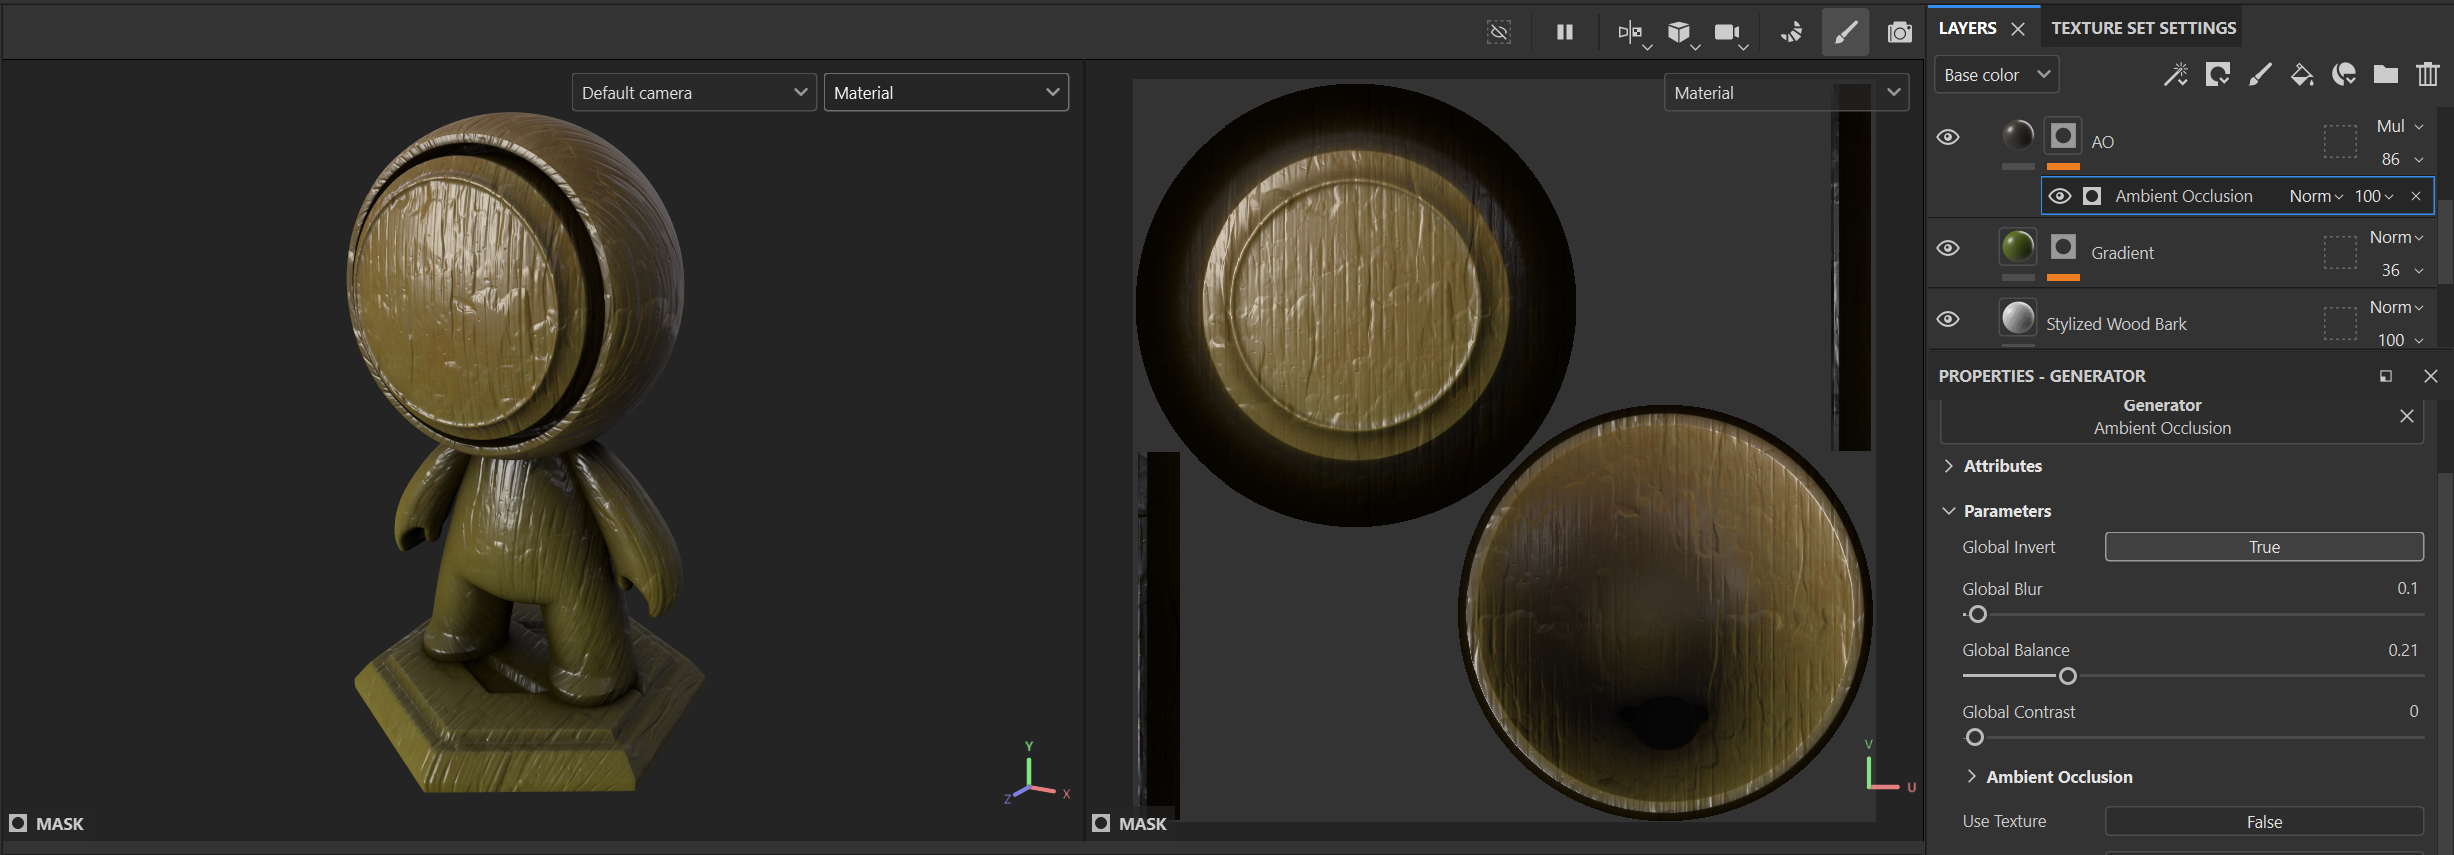 Default camera
Material
Y
X
Z
MASK
Material
V
U
MASK
LAYERS
TEXTURE SET SETTINGS
Base color
AO
Mul
86
Ambient Occlusion Norm 100
Gradient
Norm
36
Stylized Wood Bark
Norm
100
PROPERTIES - GENERATOR
Generator
Ambient Occlusion
Attributes
Parameters
Global Invert True
Global Blur 0.1
Global Balance 0.21
Global Contrast 0
Ambient Occlusion
Use Texture False